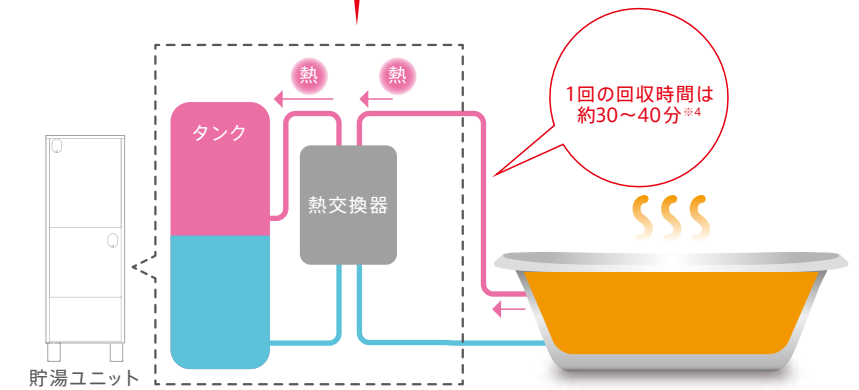 熱 熱
1回の回収時間は
約30～40分※4
タンク
熱交換器
貯湯ユニット